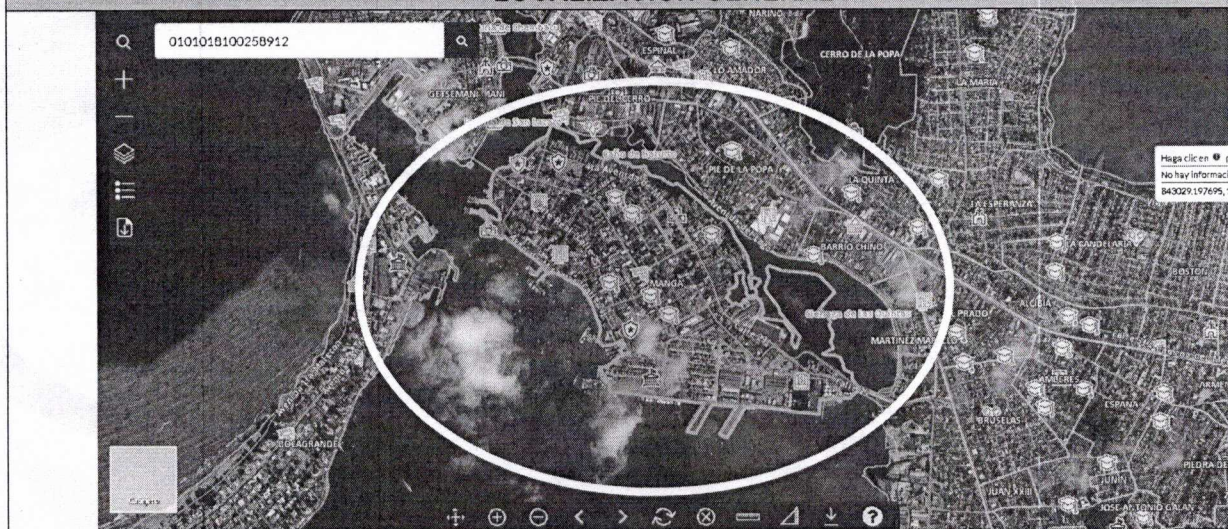 0101018100258912
ESPINAL
LO AMADOR
CERRO DE LA POPA
LA MARIA
GETSEMANI
PIE DEL CERRO
PIE DE LA POPA
LA QUINTA
LA ESPERANZA
Haga clic en
No hay informaci
843029.197695,
BARRIO CHINO
LA CANDELARIA
BOSTON
MANGA
ALCIBIA
Cienaga de las Quintas
PRADO
MARTINEZ MARTELO
AMBERES
ESPAÑA
BRUSELAS
BOCAGRANDE
JUAN XXIII
JUNIN
PIEDRA DE
JOSE ANTONIO GALAN